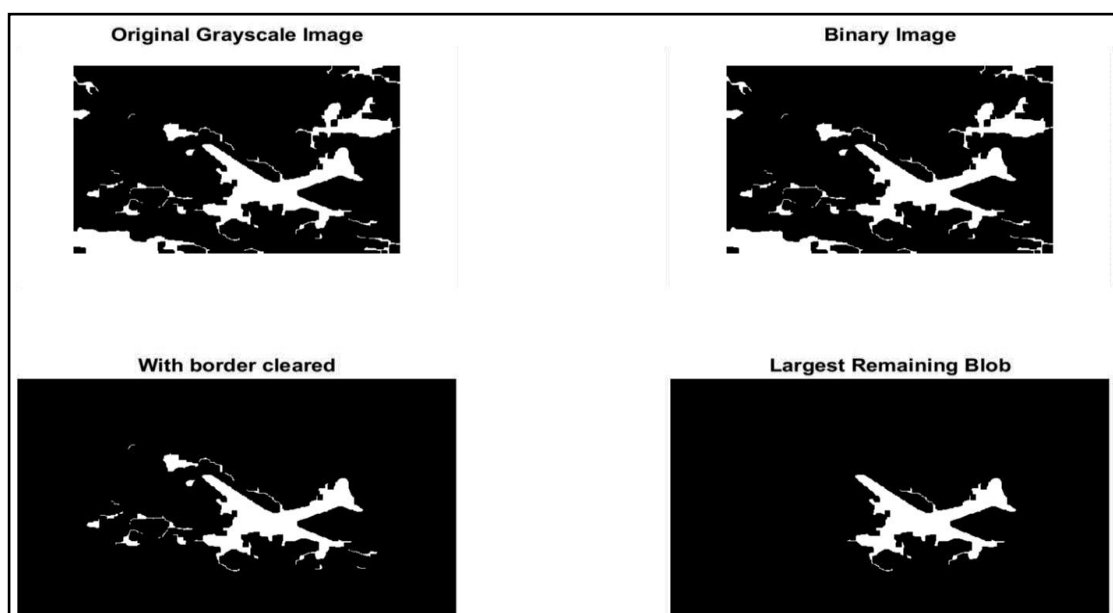 Original Grayscale Image
Binary Image
With border cleared
Largest Remaining Blob